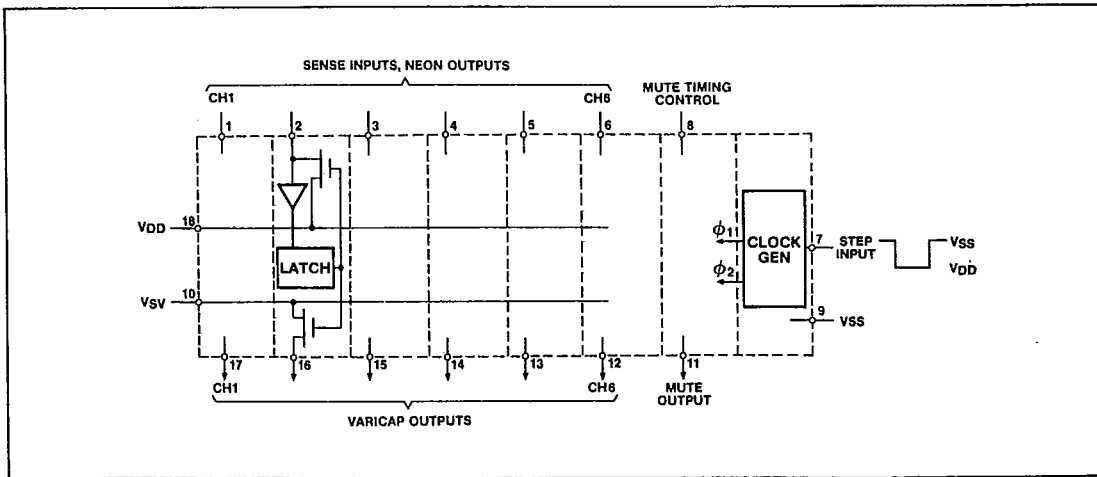 SENSE INPUTS, NEON OUTPUTS
CH1
CH6
MUTE TIMING
CONTROL
1
2
3
4
5
6
8
VDD
18
LATCH
VSV
10
ϕ1
ϕ2
CLOCK
GEN
7
STEP
INPUT
VSS
VDD
9
VSS
17
16
15
14
13
12
11
CH1
CH6
MUTE
OUTPUT
VARICAP OUTPUTS